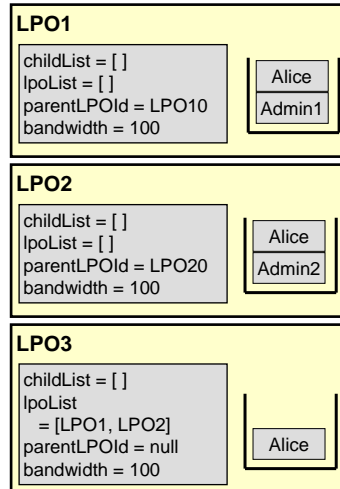 LPO1
childList = [ ]
lpoList = [ ]
parentLPOId = LPO10
bandwidth = 100
Alice
Admin1
LPO2
childList = [ ]
lpoList = [ ]
parentLPOId = LPO20
bandwidth = 100
Alice
Admin2
LPO3
childList = [ ]
lpoList
= [LPO1, LPO2]
parentLPOId = null
bandwidth = 100
Alice